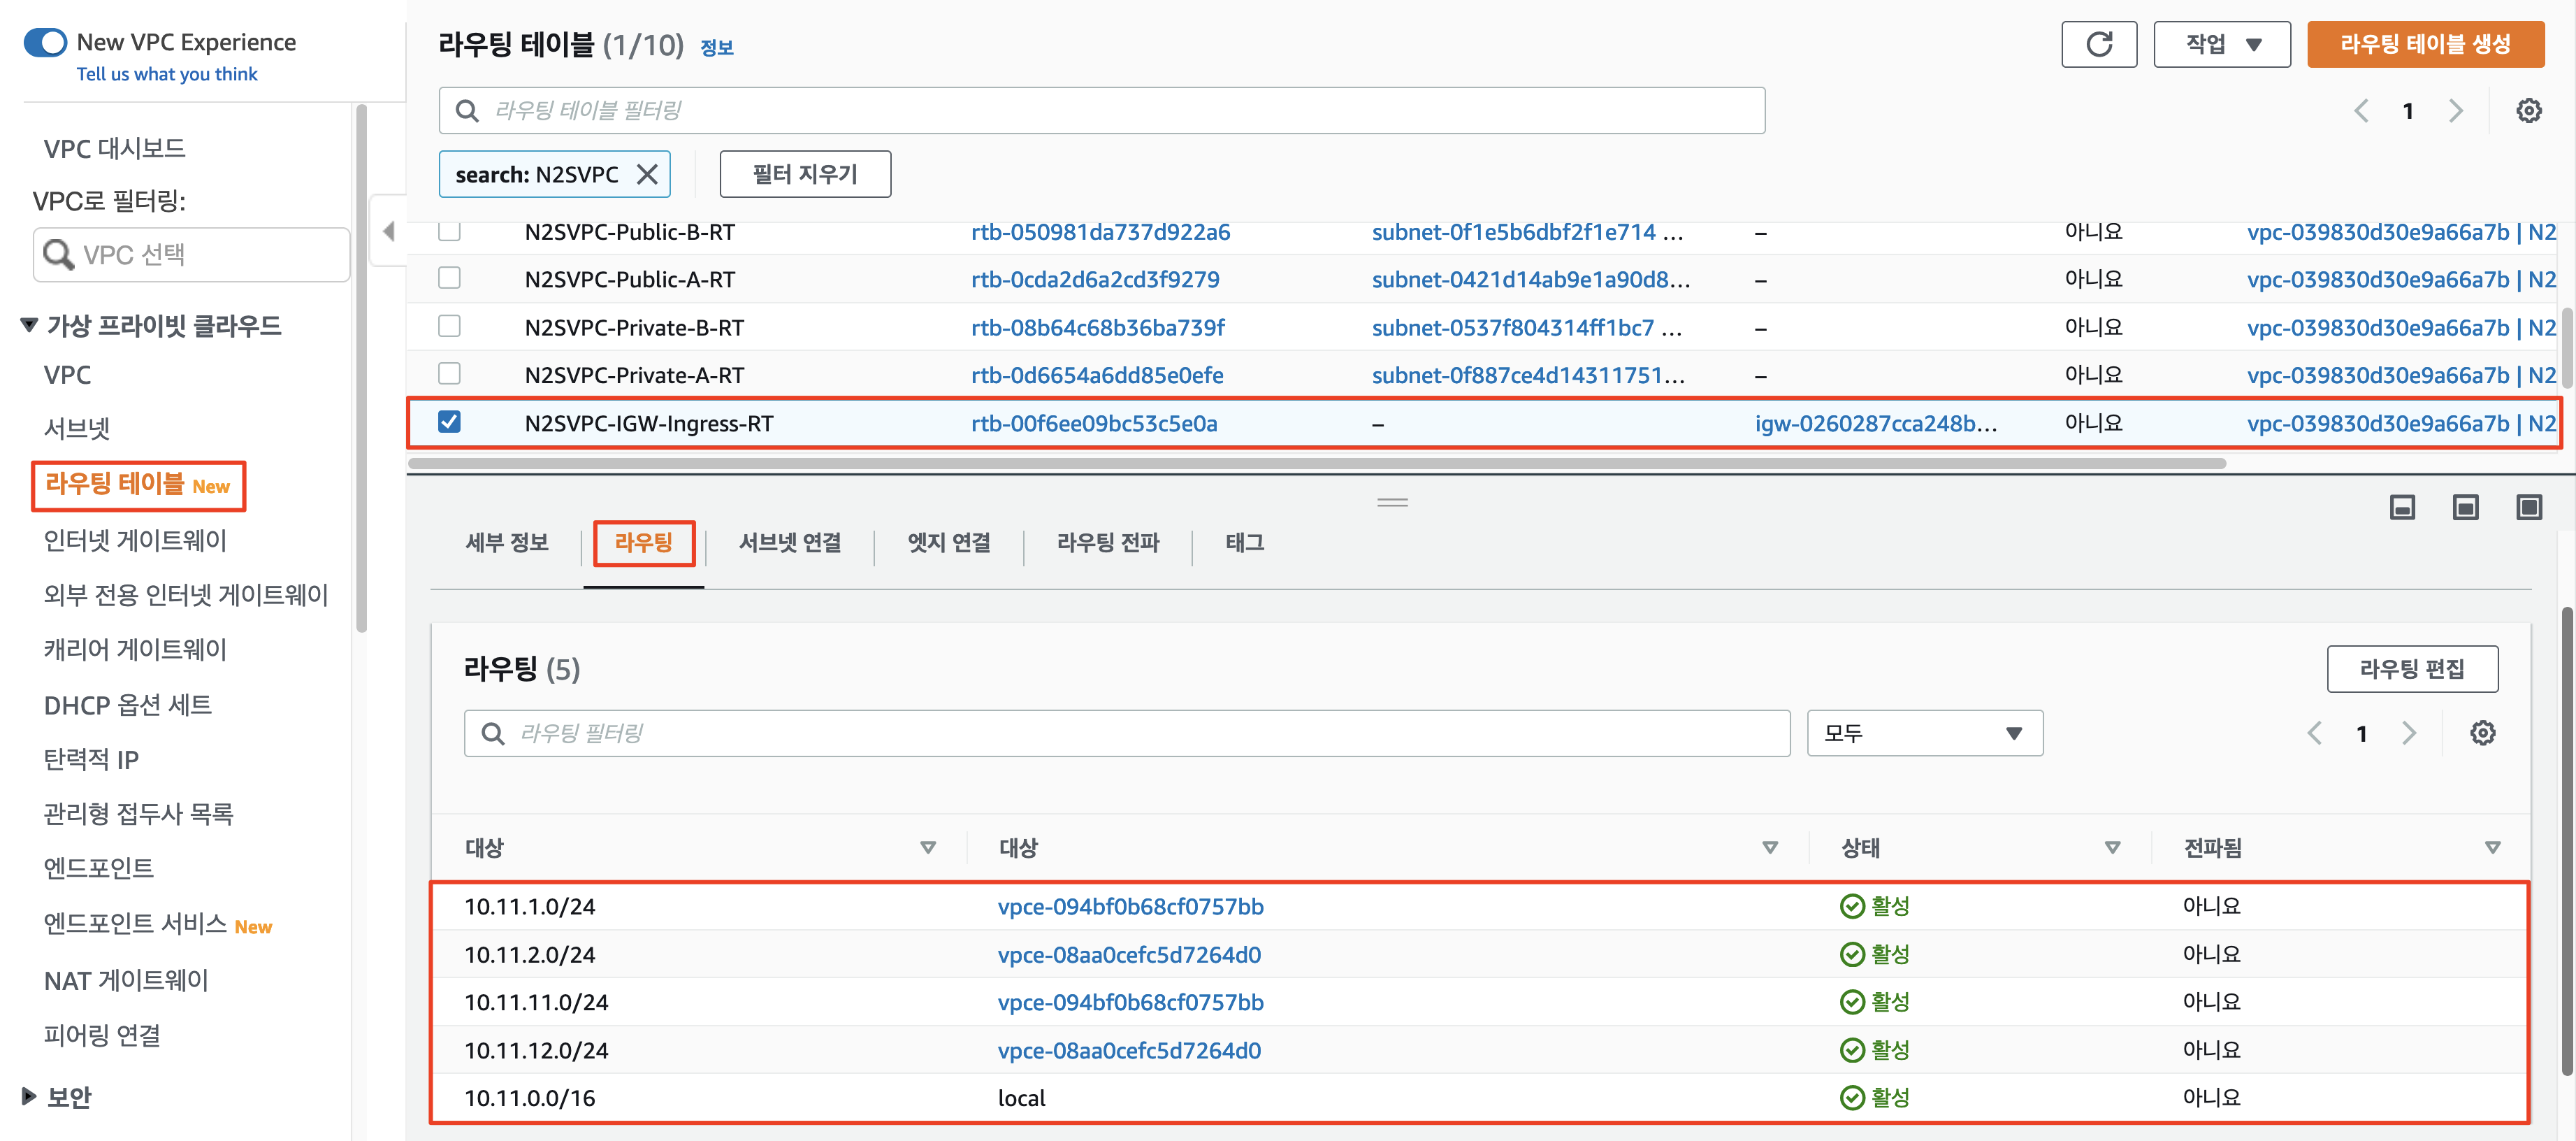 New VPC Experience
Tell us what you think
VPC 대시보드
VPC로 필터링:
VPC 선택
가상 프라이빗 클라우드
VPC
서브넷
라우팅 테이블 New
인터넷 게이트웨이
외부 전용 인터넷 게이트웨이
캐리어 게이트웨이
DHCP 옵션 세트
탄력적 IP
관리형 접두사 목록
엔드포인트
엔드포인트 서비스 New
NAT 게이트웨이
피어링 연결
보안
라우팅 테이블 (1/10) 정보
작업
라우팅 테이블 생성
라우팅 테이블 필터링
1
search: N2SVPC
필터 지우기
N2SVPC-Public-B-RT rtb-050981da737d922a6 subnet-0f1e5b6dbf2f1e714 ... – 아니요 vpc-039830d30e9a66a7b | N2
N2SVPC-Public-A-RT rtb-0cda2d6a2cd3f9279 subnet-0421d14ab9e1a90d8... – 아니요 vpc-039830d30e9a66a7b | N2
N2SVPC-Private-B-RT rtb-08b64c68b36ba739f subnet-0537f804314ff1bc7 ... – 아니요 vpc-039830d30e9a66a7b | N2
N2SVPC-Private-A-RT rtb-0d6654a6dd85e0efe subnet-0f887ce4d14311751... – 아니요 vpc-039830d30e9a66a7b | N2
N2SVPC-IGW-Ingress-RT rtb-00f6ee09bc53c5e0a – igw-0260287cca248b... 아니요 vpc-039830d30e9a66a7b | N2
세부 정보 라우팅 서브넷 연결 엣지 연결 라우팅 전파 태그
라우팅 (5)
라우팅 편집
라우팅 필터링
모두
1
대상 대상 상태 전파됨
10.11.1.0/24 vpce-094bf0b68cf0757bb 활성 아니요
10.11.2.0/24 vpce-08aa0cefc5d7264d0 활성 아니요
10.11.11.0/24 vpce-094bf0b68cf0757bb 활성 아니요
10.11.12.0/24 vpce-08aa0cefc5d7264d0 활성 아니요
10.11.0.0/16 local 활성 아니요